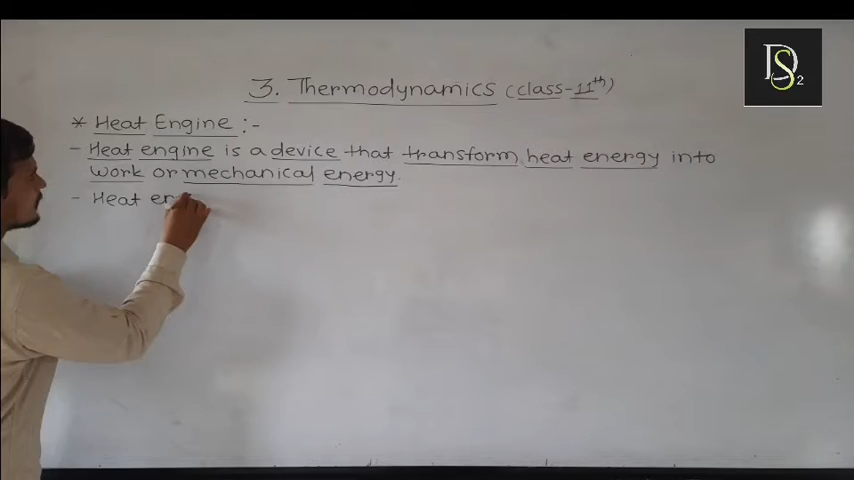 3. Thermodynamics (class-11th)
* Heat Engine :-
- Heat engine is a device that transform heat energy into
work or mechanical energy.
- Heat en
DS2